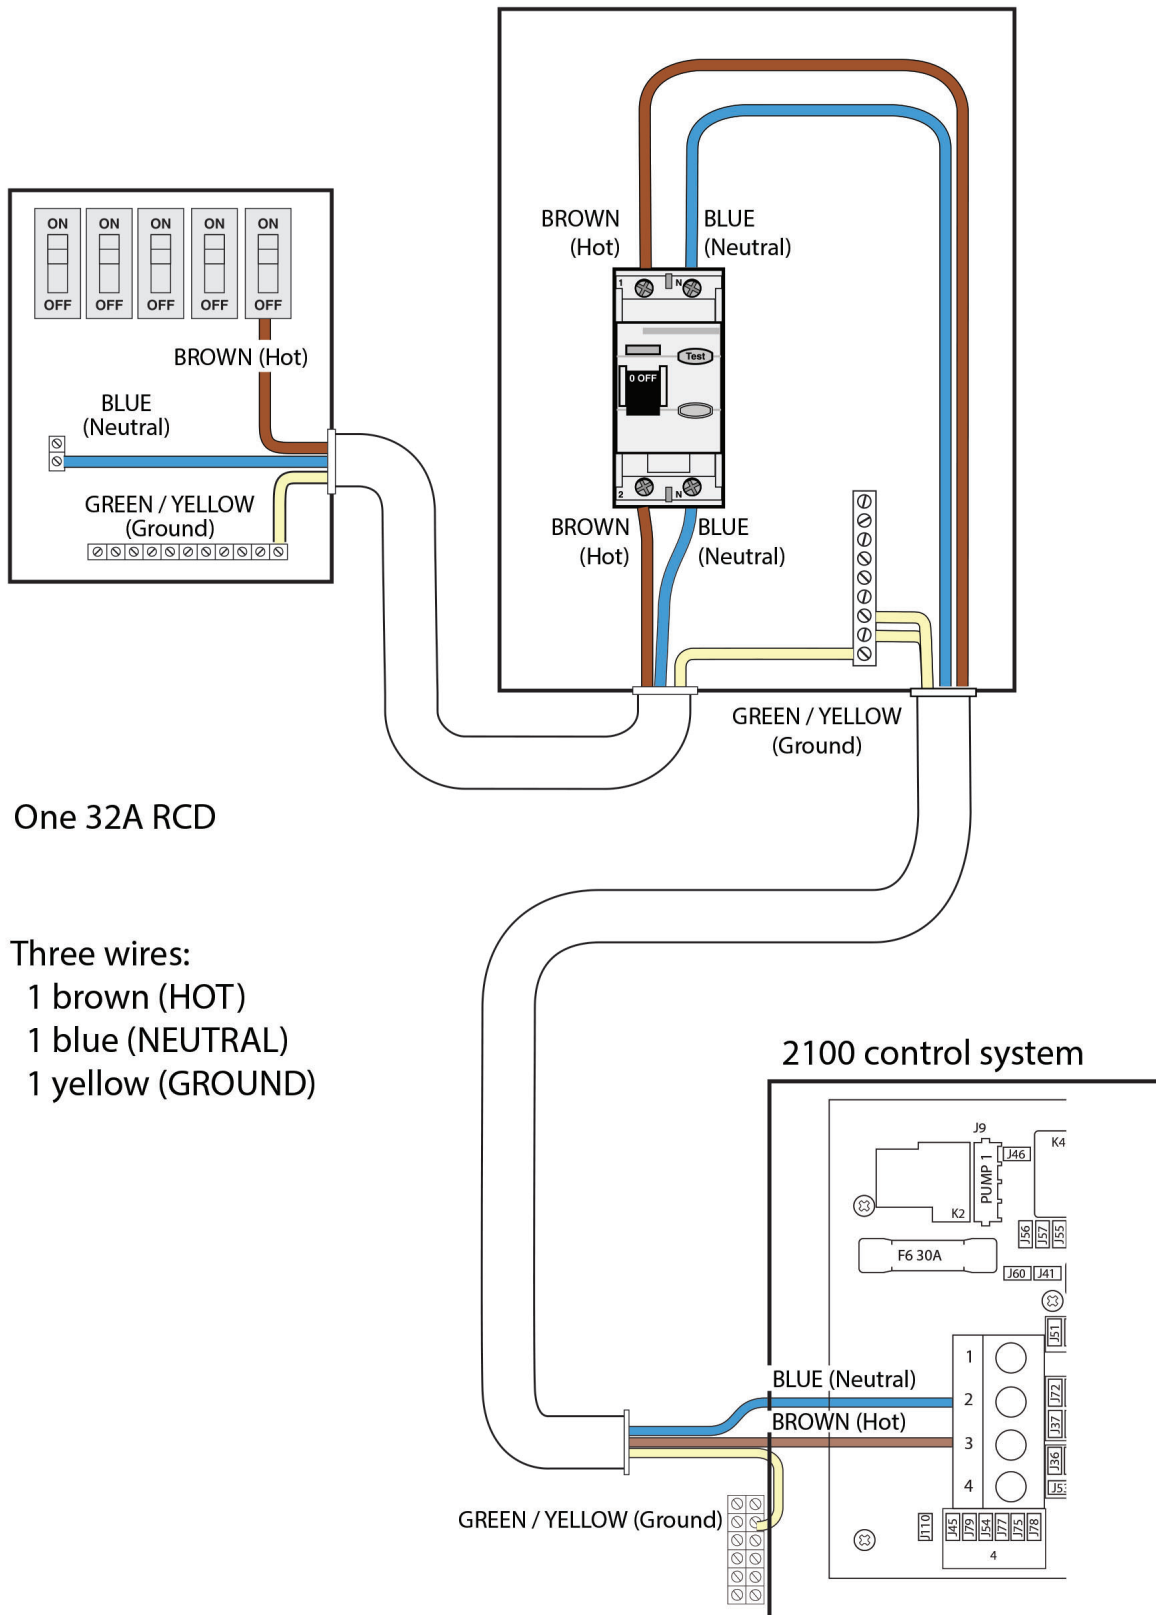 ON ON ON ON ON
OFF OFF OFF OFF OFF
BROWN (Hot)
BLUE
(Neutral)
GREEN / YELLOW
(Ground)
BROWN
(Hot)
BLUE
(Neutral)
1 N
Test
0 OFF
2 N
BROWN
(Hot)
BLUE
(Neutral)
GREEN / YELLOW
(Ground)
One 32A RCD
Three wires:
1 brown (HOT)
1 blue (NEUTRAL)
1 yellow (GROUND)
2100 control system
J9
K4
J46
PUMP 1
K2
J56
J57
J55
F6 30A
J60 J41
J51
1
BLUE (Neutral)
2
J72
BROWN (Hot)
J37
3
J36
4
GREEN / YELLOW (Ground)
J110
J45
J79
J54
J77
J75
J78
4